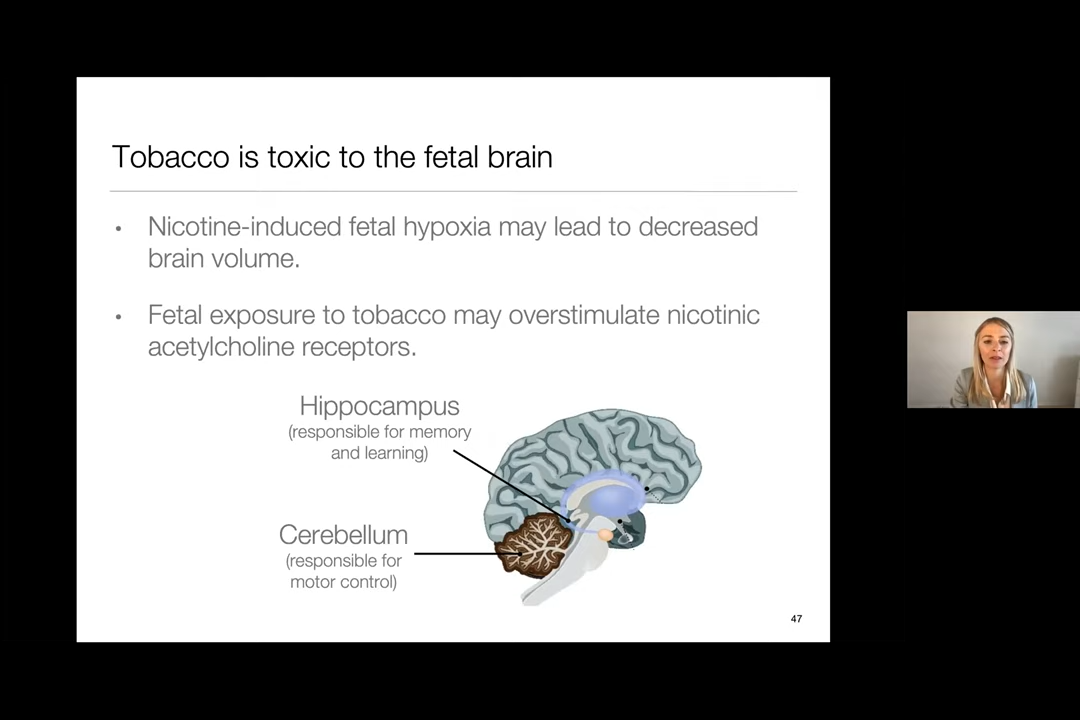 Tobacco is toxic to the fetal brain
• Nicotine-induced fetal hypoxia may lead to decreased
brain volume.
• Fetal exposure to tobacco may overstimulate nicotinic
acetylcholine receptors.
Hippocampus
(responsible for memory
and learning)
Cerebellum
(responsible for
motor control)
47